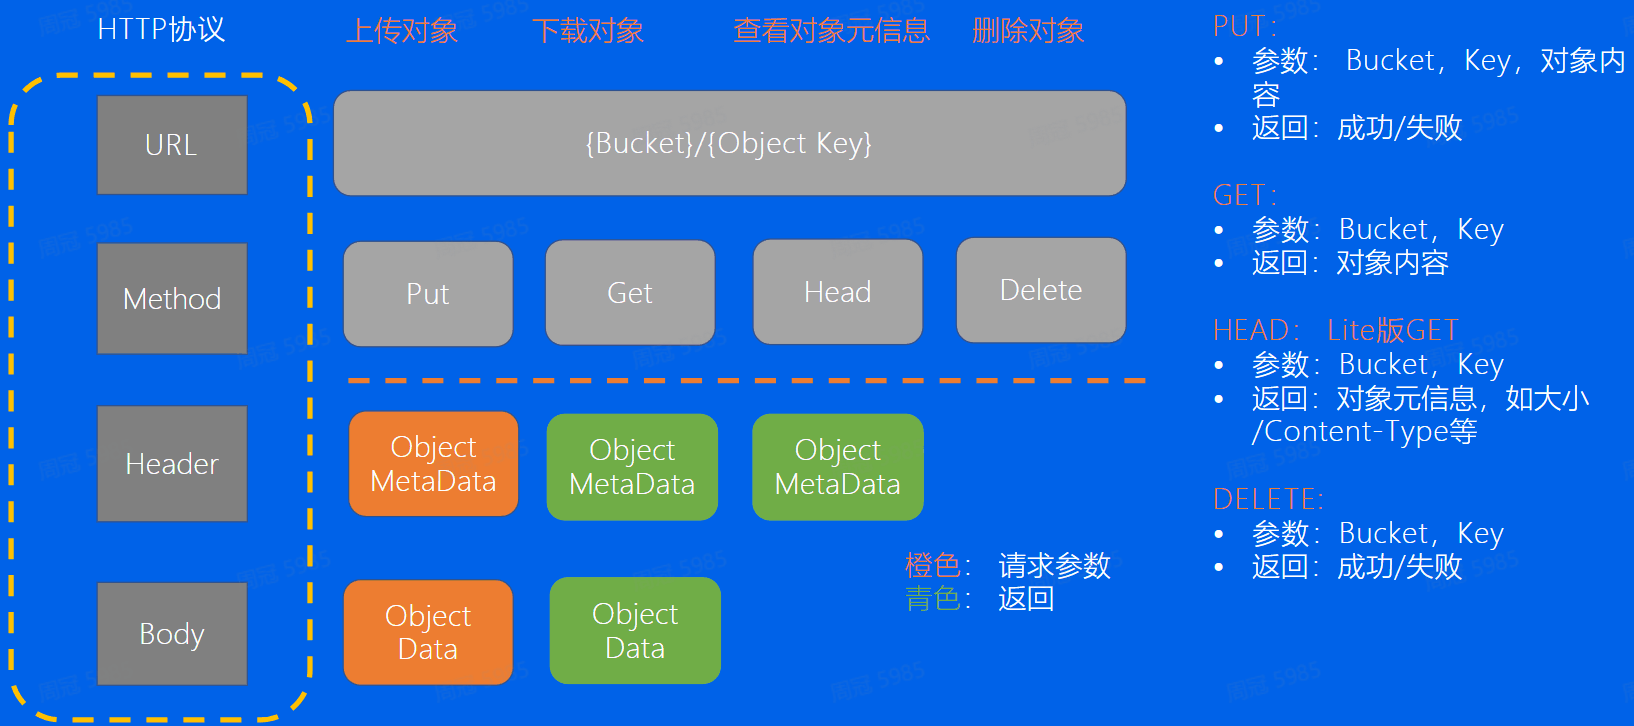 HTTP协议
上传对象
下载对象
查看对象元信息
删除对象
URL
{Bucket}/{Object Key}
Method
Put
Get
Head
Delete
Header
Object
MetaData
Object
MetaData
Object
MetaData
Body
Object
Data
Object
Data
橙色： 请求参数
青色： 返回
PUT：
• 参数： Bucket，Key，对象内
容
• 返回：成功/失败
GET：
• 参数：Bucket，Key
• 返回：对象内容
HEAD： Lite版GET
• 参数：Bucket，Key
• 返回：对象元信息，如大小
/Content-Type等
DELETE:
• 参数：Bucket，Key
• 返回：成功/失败
周冠 5985